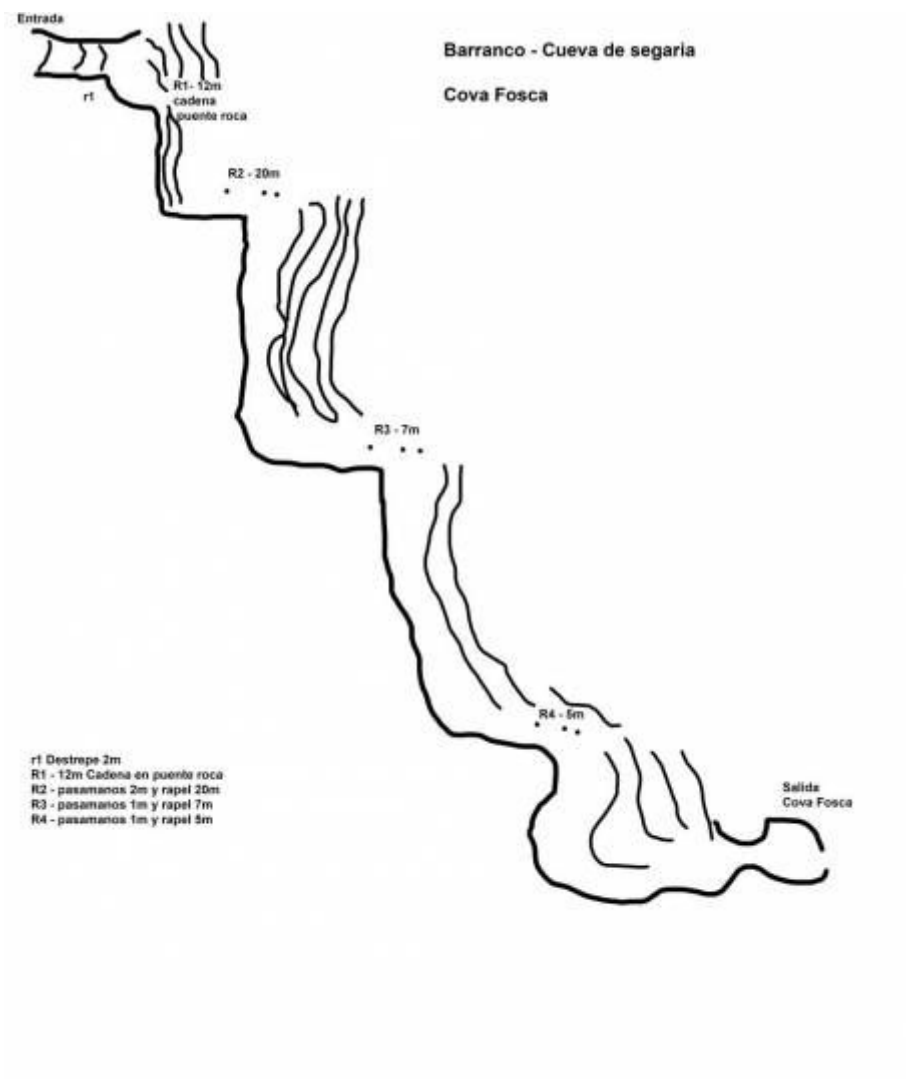 Entrada
Barranco - Cueva de segaria
Cova Fosca
r1
R1- 12m
cadena
puente roca
R2 - 20m
R3 - 7m
R4 - 5m
r1 Destrepe 2m
R1 - 12m Cadena en puente roca
R2 - pasamanos 2m y rapel 20m
R3 - pasamanos 1m y rapel 7m
R4 - pasamanos 1m y rapel 5m
Salida
Cova Fosca